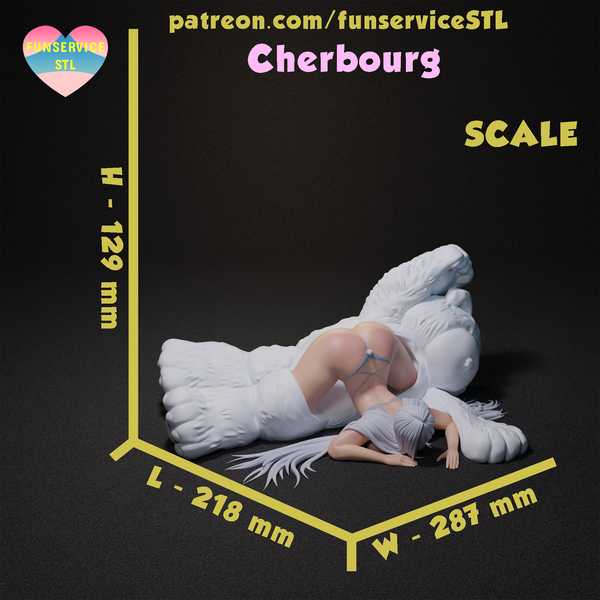 patreon.com/funserviceSTL
FUNSERVICE
STL
Cherbourg
SCALE
H - 129 mm
L - 218 mm
W - 287 mm